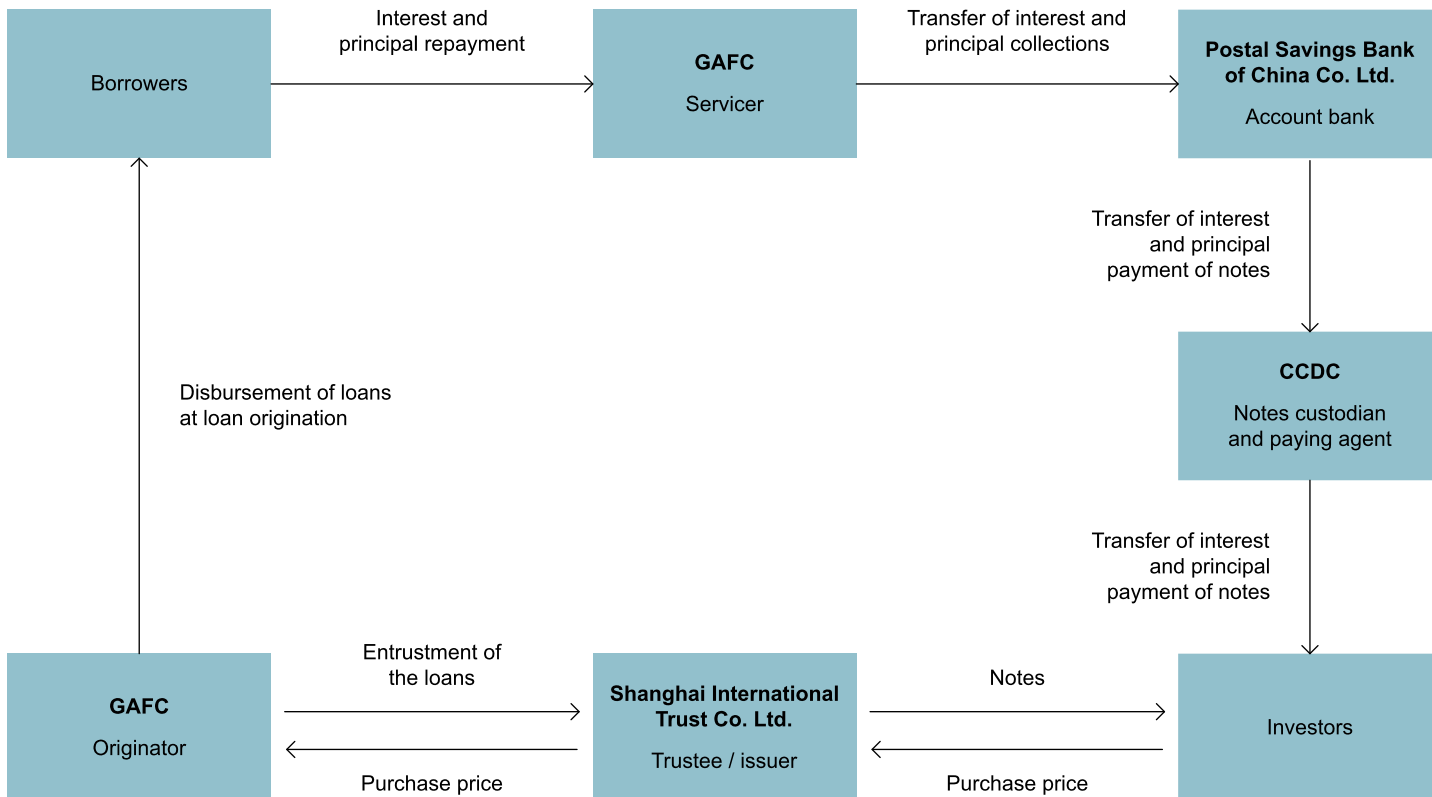 Borrowers
Interest and
principal repayment
GAFC
Servicer
Transfer of interest and
principal collections
Postal Savings Bank
of China Co. Ltd.
Account bank
Transfer of interest
and principal
payment of notes
CCDC
Notes custodian
and paying agent
Disbursement of loans
at loan origination
Transfer of interest
and principal
payment of notes
GAFC
Originator
Entrustment of
the loans
Purchase price
Shanghai International
Trust Co. Ltd.
Trustee / issuer
Notes
Purchase price
Investors